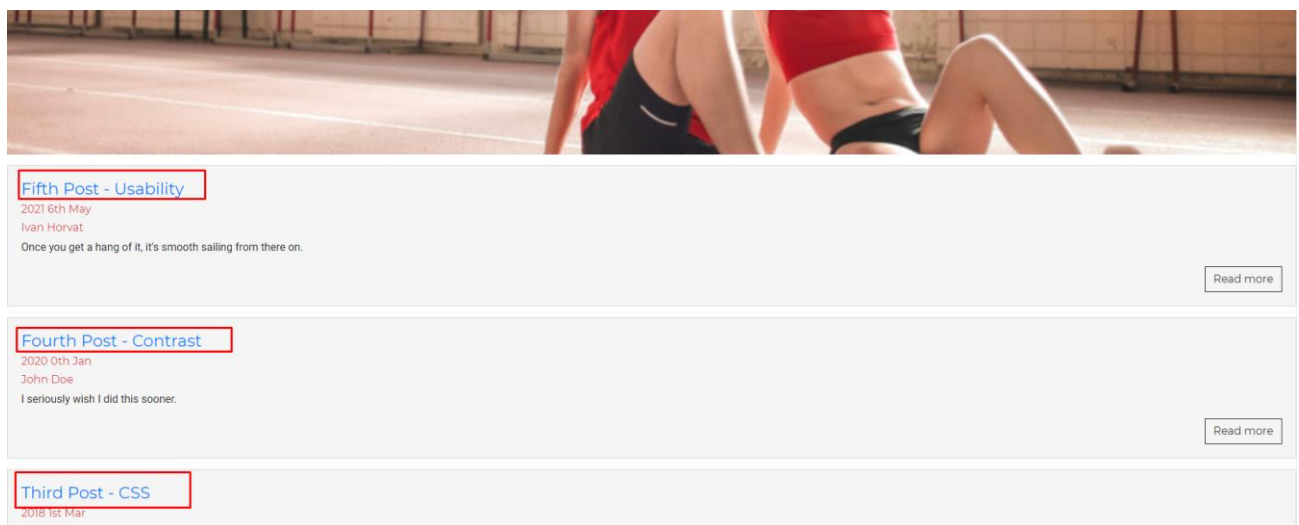 Fifth Post - Usability
2021 6th May
Ivan Horvat
Once you get a hang of it, it's smooth sailing from there on.
Read more
Fourth Post - Contrast
2020 0th Jan
John Doe
I seriously wish I did this sooner.
Read more
Third Post - CSS
2018 1st Mar